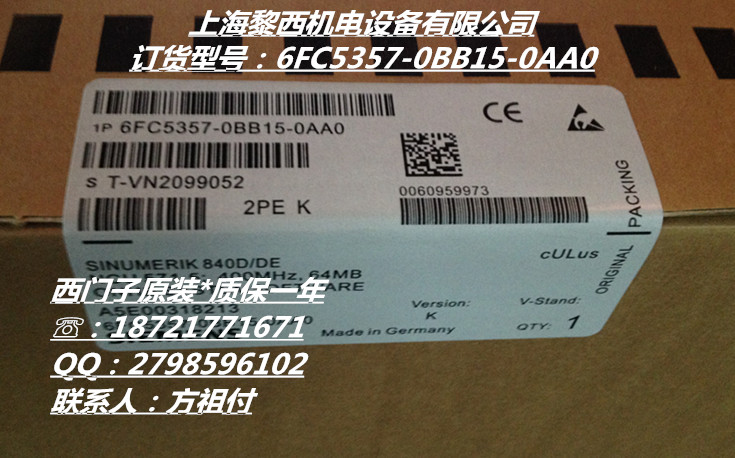 上海黎西机电设备有限公司
订货型号：6FC5357-0BB15-0AA0
1P 6FC5357-0BB15-0AA0
CE
S T-VN2099052
0060959973
2PE K
SINUMERIK 840D/DE
400MHz, 64MB
cULus
ORIGINAL
PACKING
西门子原装*质保一年
A5E00318213
Version:
K
V-Stand:
☏：18721771671
Made in Germany
QTY: 1
QQ：2798596102
联系人：方祖付